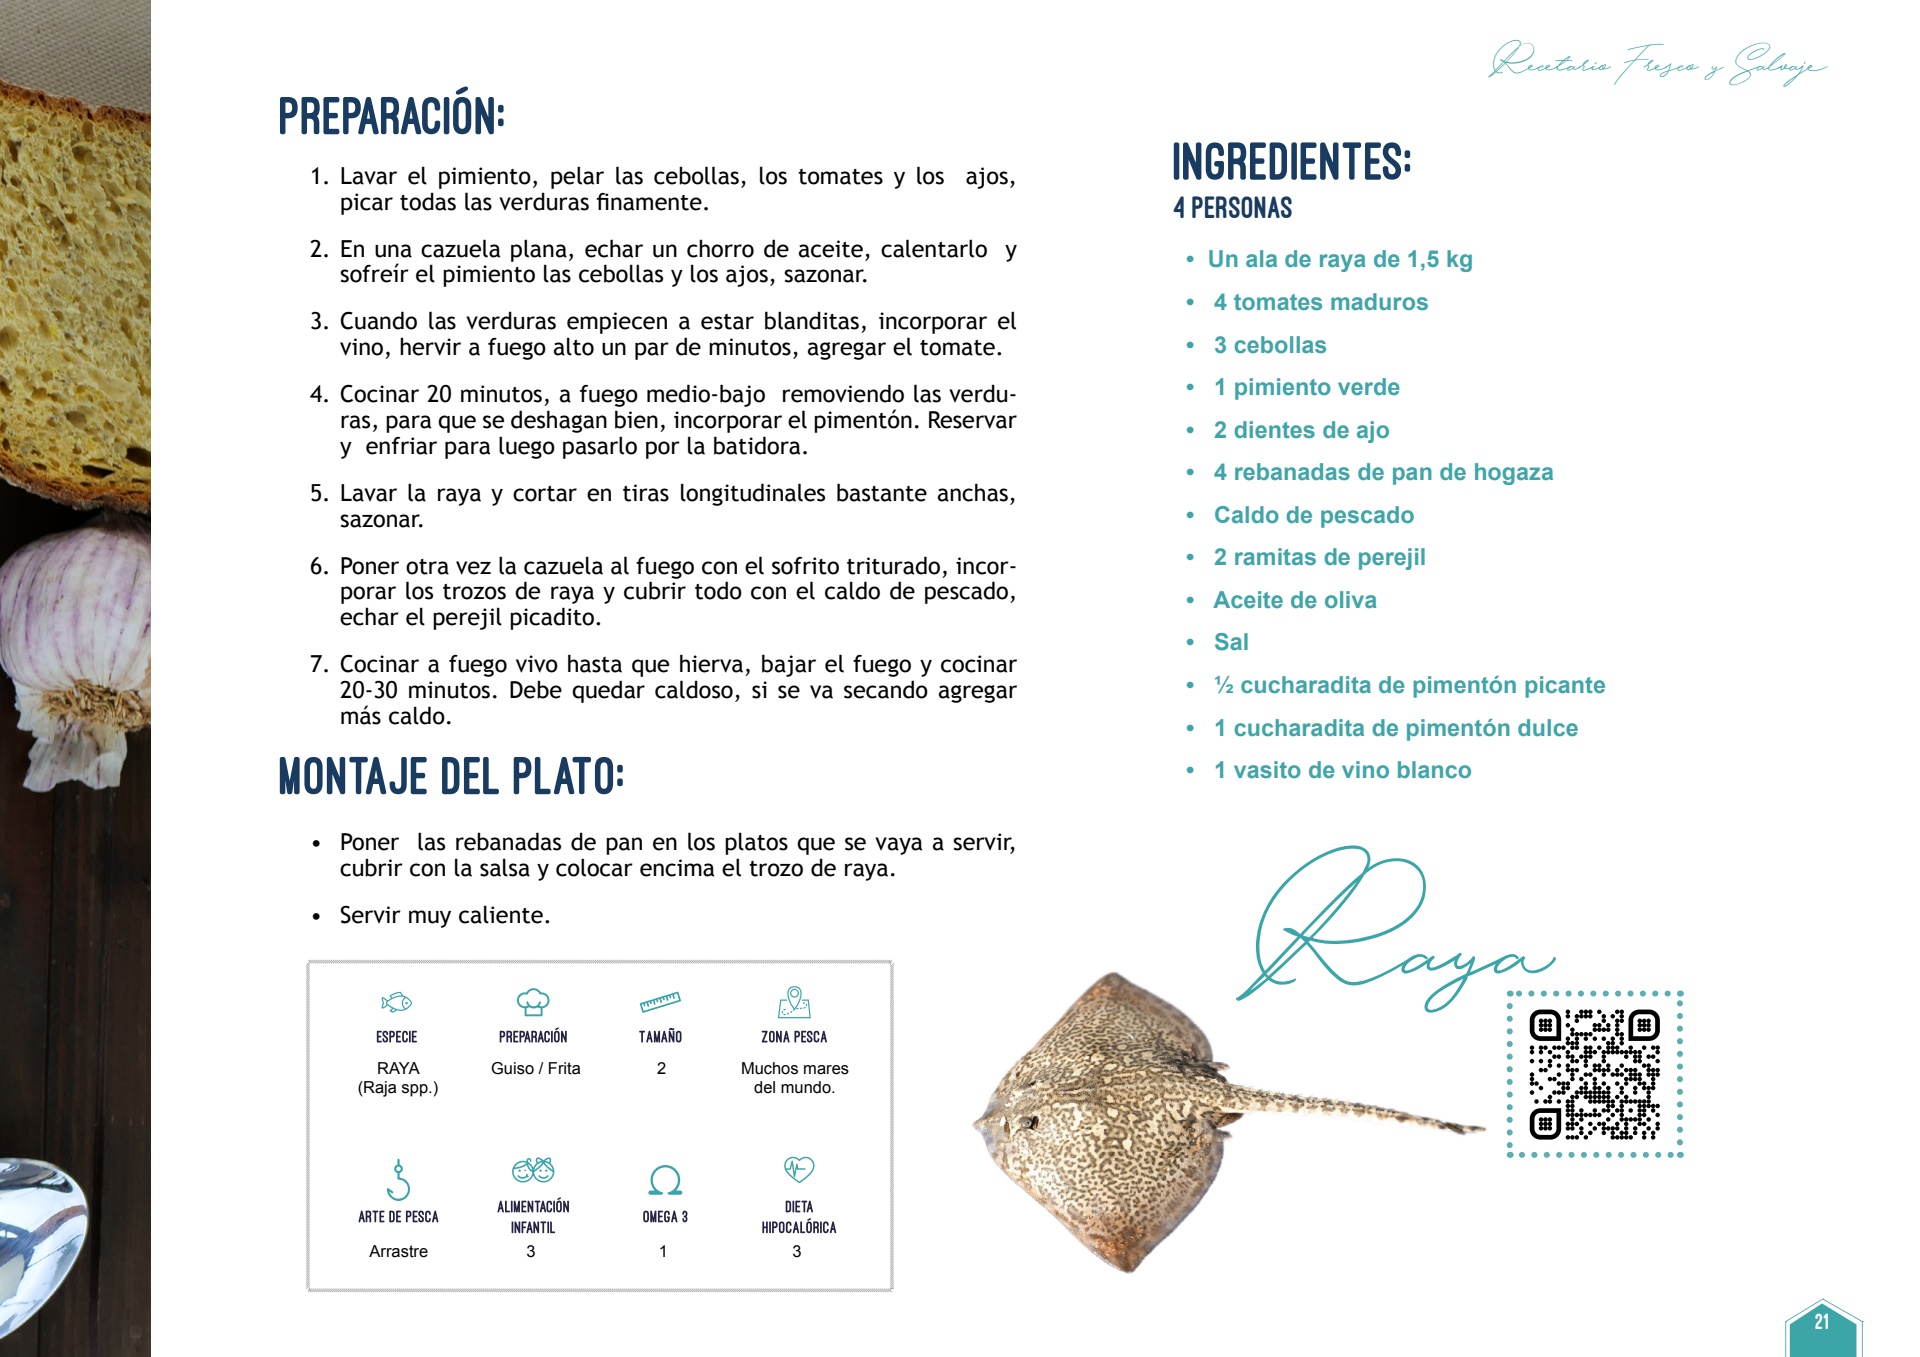 Recetario Fresco y Salvaje
PREPARACIÓN:
1. Lavar el pimiento, pelar las cebollas, los tomates y los ajos,
picar todas las verduras finamente.
2. En una cazuela plana, echar un chorro de aceite, calentarlo y
sofreír el pimiento las cebollas y los ajos, sazonar.
3. Cuando las verduras empiecen a estar blanditas, incorporar el
vino, hervir a fuego alto un par de minutos, agregar el tomate.
4. Cocinar 20 minutos, a fuego medio-bajo removiendo las verdu-
ras, para que se deshagan bien, incorporar el pimentón. Reservar
y enfriar para luego pasarlo por la batidora.
5. Lavar la raya y cortar en tiras longitudinales bastante anchas,
sazonar.
6. Poner otra vez la cazuela al fuego con el sofrito triturado, incor-
porar los trozos de raya y cubrir todo con el caldo de pescado,
echar el perejil picadito.
7. Cocinar a fuego vivo hasta que hierva, bajar el fuego y cocinar
20-30 minutos. Debe quedar caldoso, si se va secando agregar
más caldo.
MONTAJE DEL PLATO:
• Poner las rebanadas de pan en los platos que se vaya a servir,
cubrir con la salsa y colocar encima el trozo de raya.
• Servir muy caliente.
ESPECIE
RAYA
(Raja spp.)
PREPARACIÓN
Guiso / Frita
TAMAÑO
2
ZONA PESCA
Muchos mares
del mundo.
ARTE DE PESCA
Arrastre
ALIMENTACIÓN
INFANTIL
3
OMEGA 3
1
DIETA
HIPOCALÓRICA
3
INGREDIENTES:
4 PERSONAS
• Un ala de raya de 1,5 kg
• 4 tomates maduros
• 3 cebollas
• 1 pimiento verde
• 2 dientes de ajo
• 4 rebanadas de pan de hogaza
• Caldo de pescado
• 2 ramitas de perejil
• Aceite de oliva
• Sal
• ½ cucharadita de pimentón picante
• 1 cucharadita de pimentón dulce
• 1 vasito de vino blanco
Raya
21